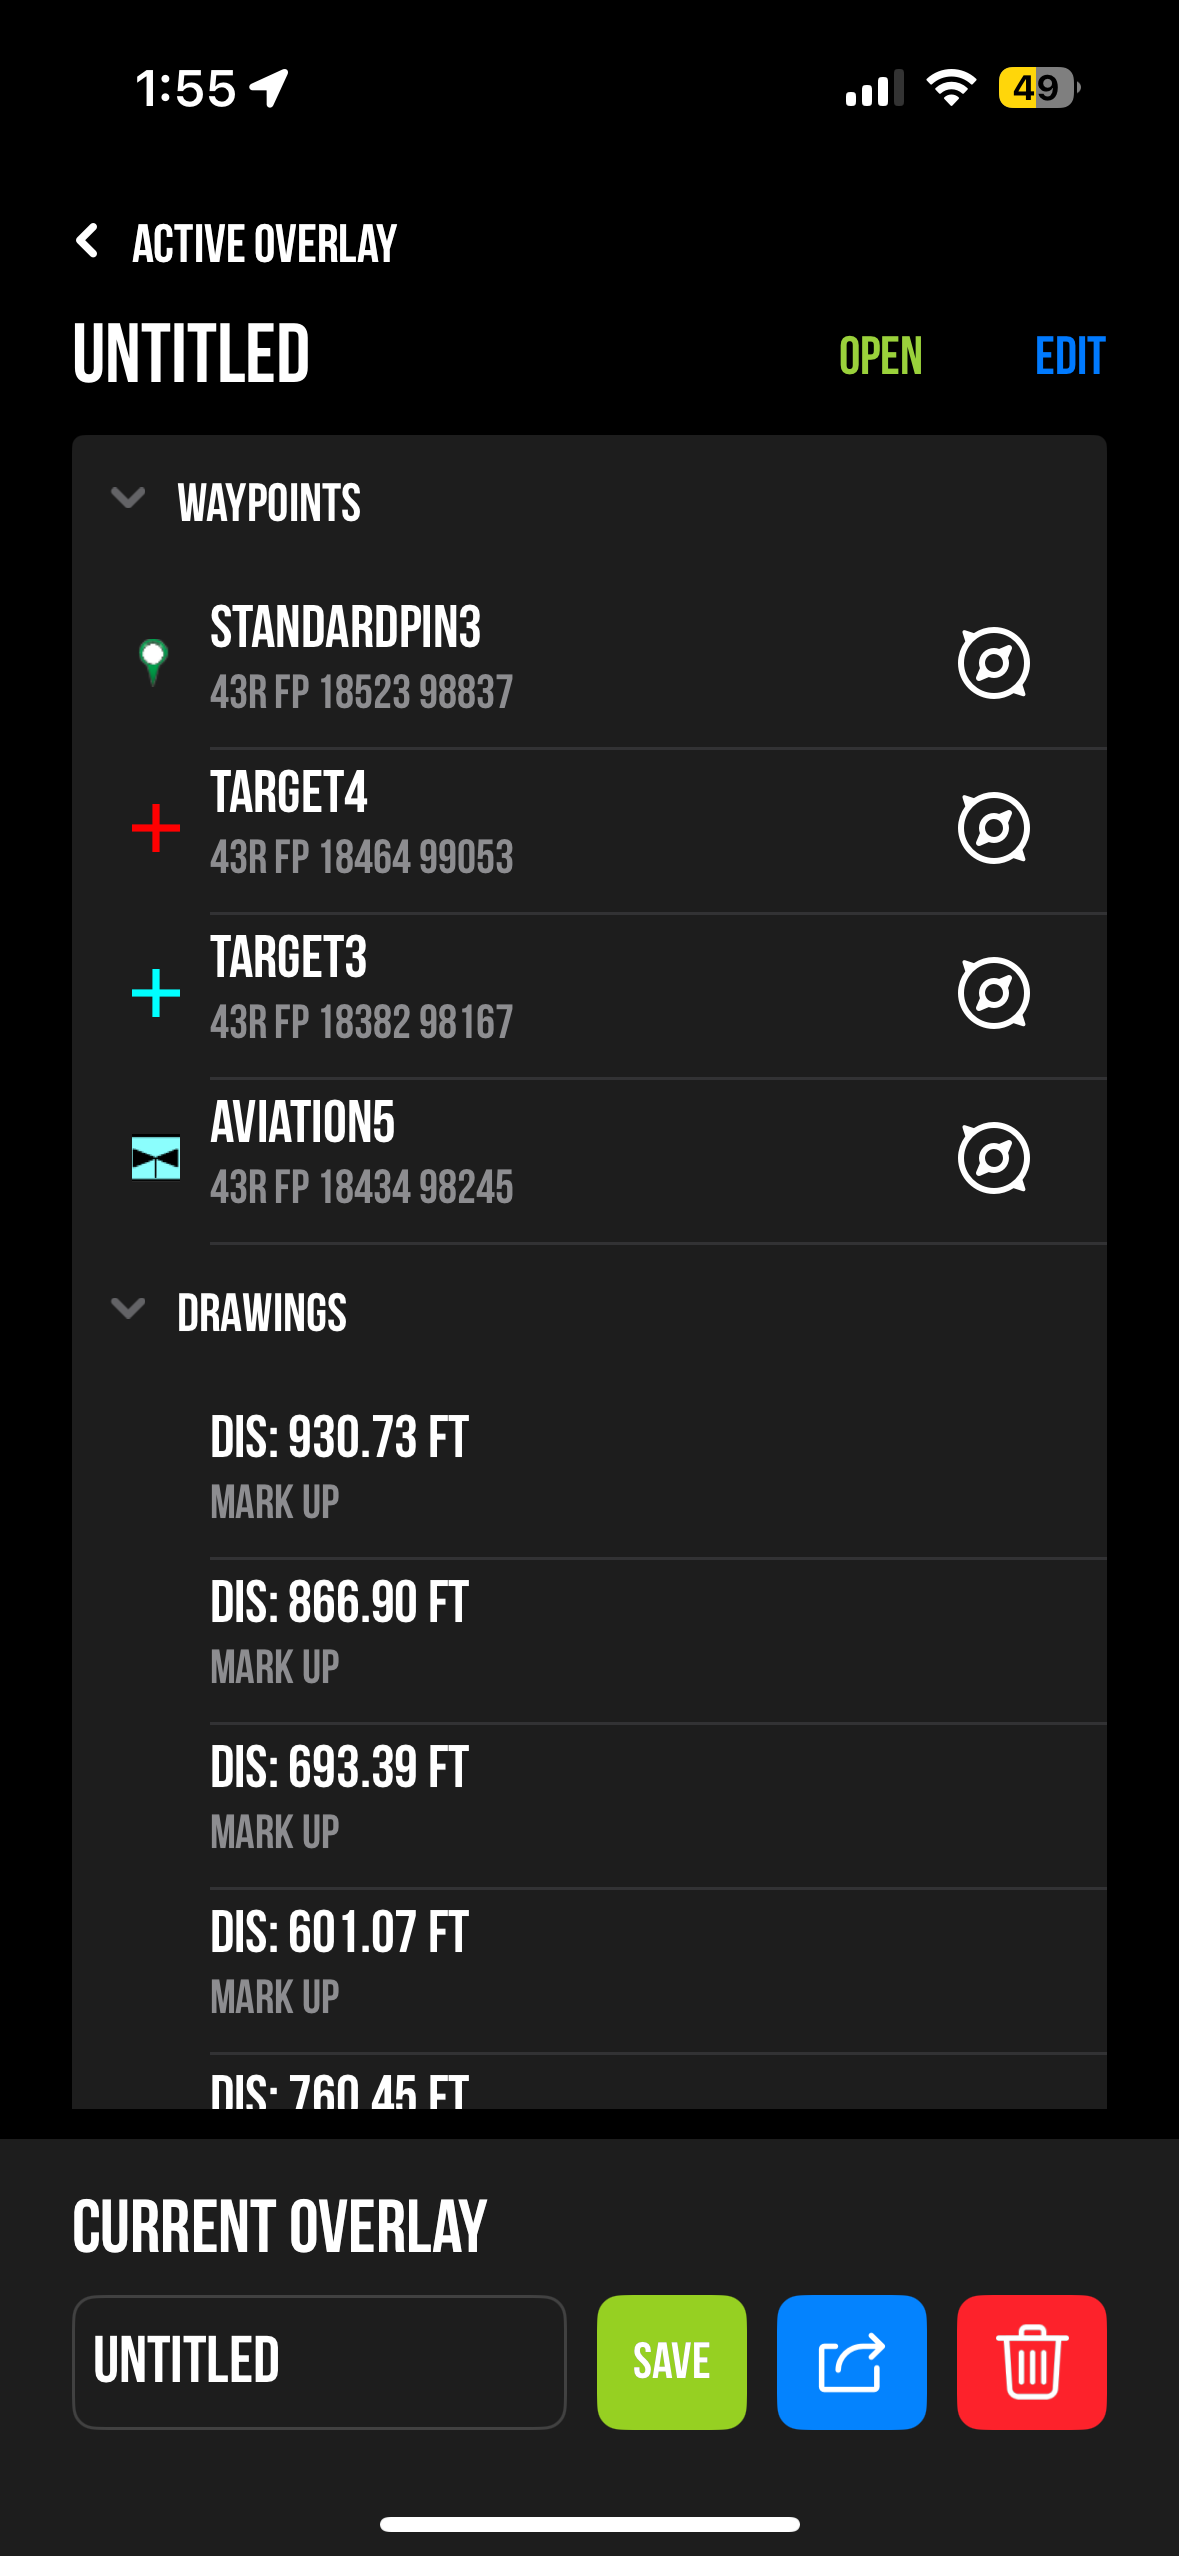 1:55
49
ACTIVE OVERLAY
UNTITLED
OPEN
EDIT
WAYPOINTS
STANDARDPIN3
43R FP 18523 98837
TARGET4
43R FP 18464 99053
TARGET3
43R FP 18382 98167
AVIATION5
43R FP 18434 98245
DRAWINGS
DIS: 930.73 FT
MARK UP
DIS: 866.90 FT
MARK UP
DIS: 693.39 FT
MARK UP
DIS: 601.07 FT
MARK UP
DIS: 760.45 FT
CURRENT OVERLAY
UNTITLED
SAVE